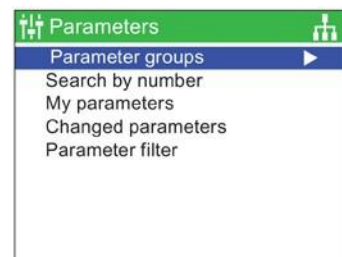 Parameters
Parameter groups
Search by number
My parameters
Changed parameters
Parameter filter